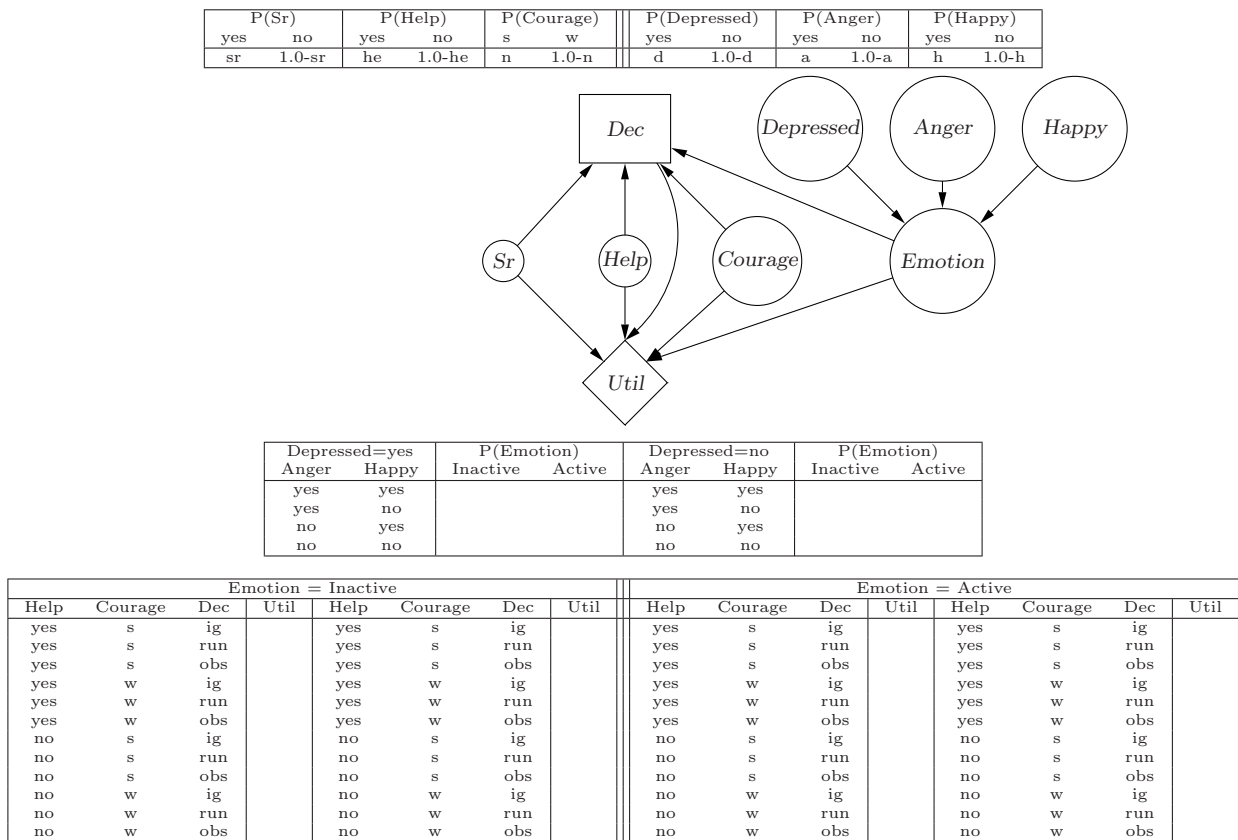 P(Sr) P(Help) P(Courage) P(Depressed) P(Anger) P(Happy)
yes no yes no s w yes no yes no yes no
sr 1.0-sr he 1.0-he n 1.0-n d 1.0-d a 1.0-a h 1.0-h
Dec Depressed Anger Happy
Sr Help Courage Emotion
Util
Depressed=yes P(Emotion) Depressed=no P(Emotion)
Anger Happy Inactive Active Anger Happy Inactive Active
yes yes yes yes
yes no yes no
no yes no yes
no no no no
Emotion = Inactive Emotion = Active
Help Courage Dec Util Help Courage Dec Util Help Courage Dec Util Help Courage Dec Util
yes s ig yes s ig yes s ig yes s ig
yes s run yes s run yes s run yes s run
yes s obs yes s obs yes s obs yes s obs
yes w ig yes w ig yes w ig yes w ig
yes w run yes w run yes w run yes w run
yes w obs yes w obs yes w obs yes w obs
no s ig no s ig no s ig no s ig
no s run no s run no s run no s run
no s obs no s obs no s obs no s obs
no w ig no w ig no w ig no w ig
no w run no w run no w run no w run
no w obs no w obs no w obs no w obs